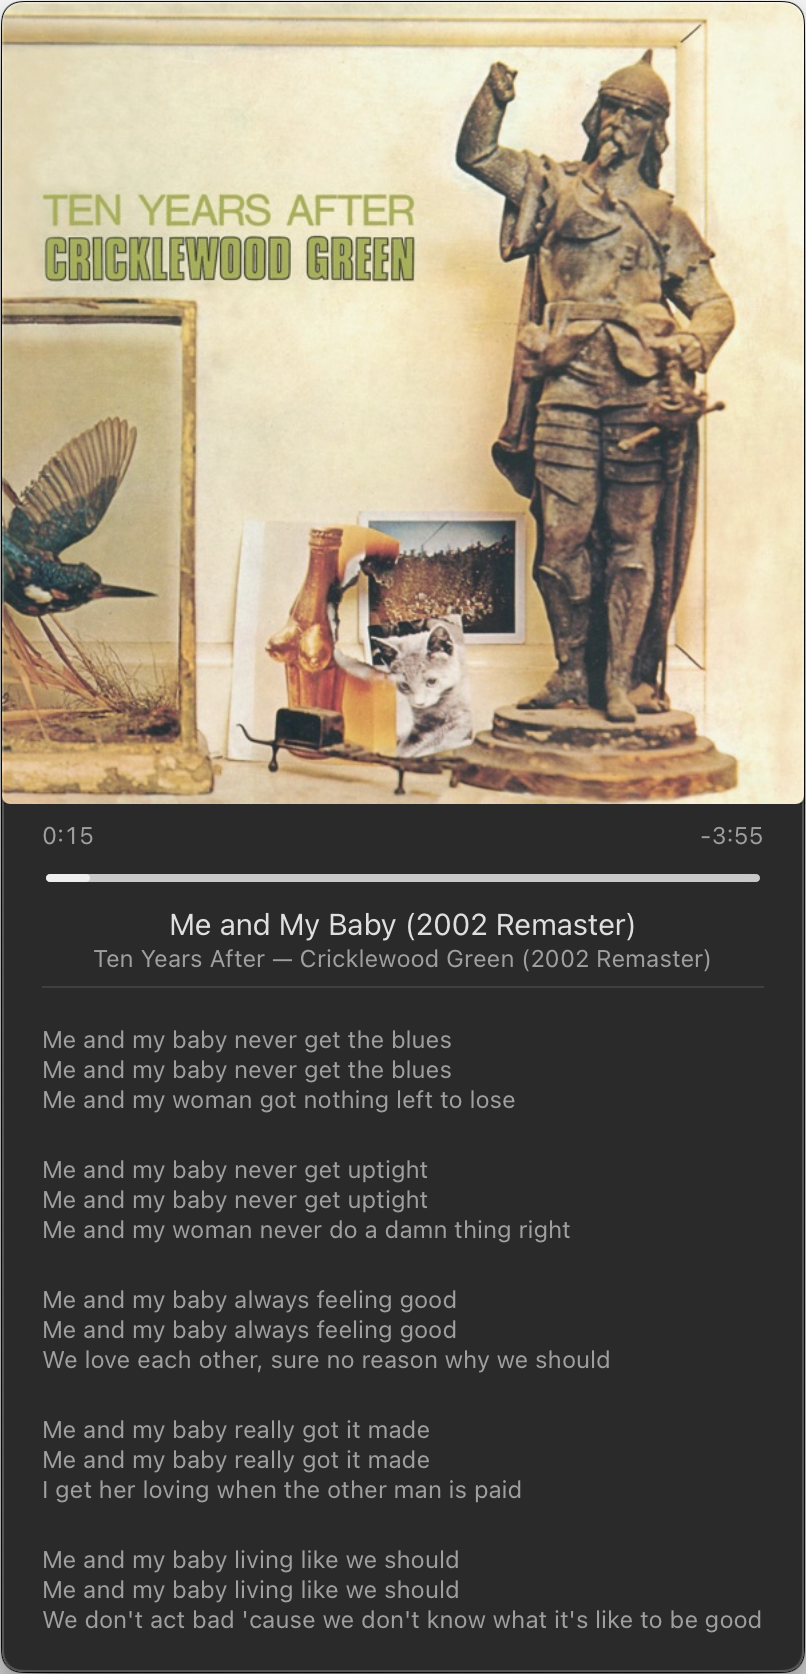 TEN YEARS AFTER
CRICKLEWOOD GREEN
0:15 -3:55
Me and My Baby (2002 Remaster)
Ten Years After — Cricklewood Green (2002 Remaster)
Me and my baby never get the blues
Me and my baby never get the blues
Me and my woman got nothing left to lose
Me and my baby never get uptight
Me and my baby never get uptight
Me and my woman never do a damn thing right
Me and my baby always feeling good
Me and my baby always feeling good
We love each other, sure no reason why we should
Me and my baby really got it made
Me and my baby really got it made
I get her loving when the other man is paid
Me and my baby living like we should
Me and my baby living like we should
We don't act bad 'cause we don't know what it's like to be good